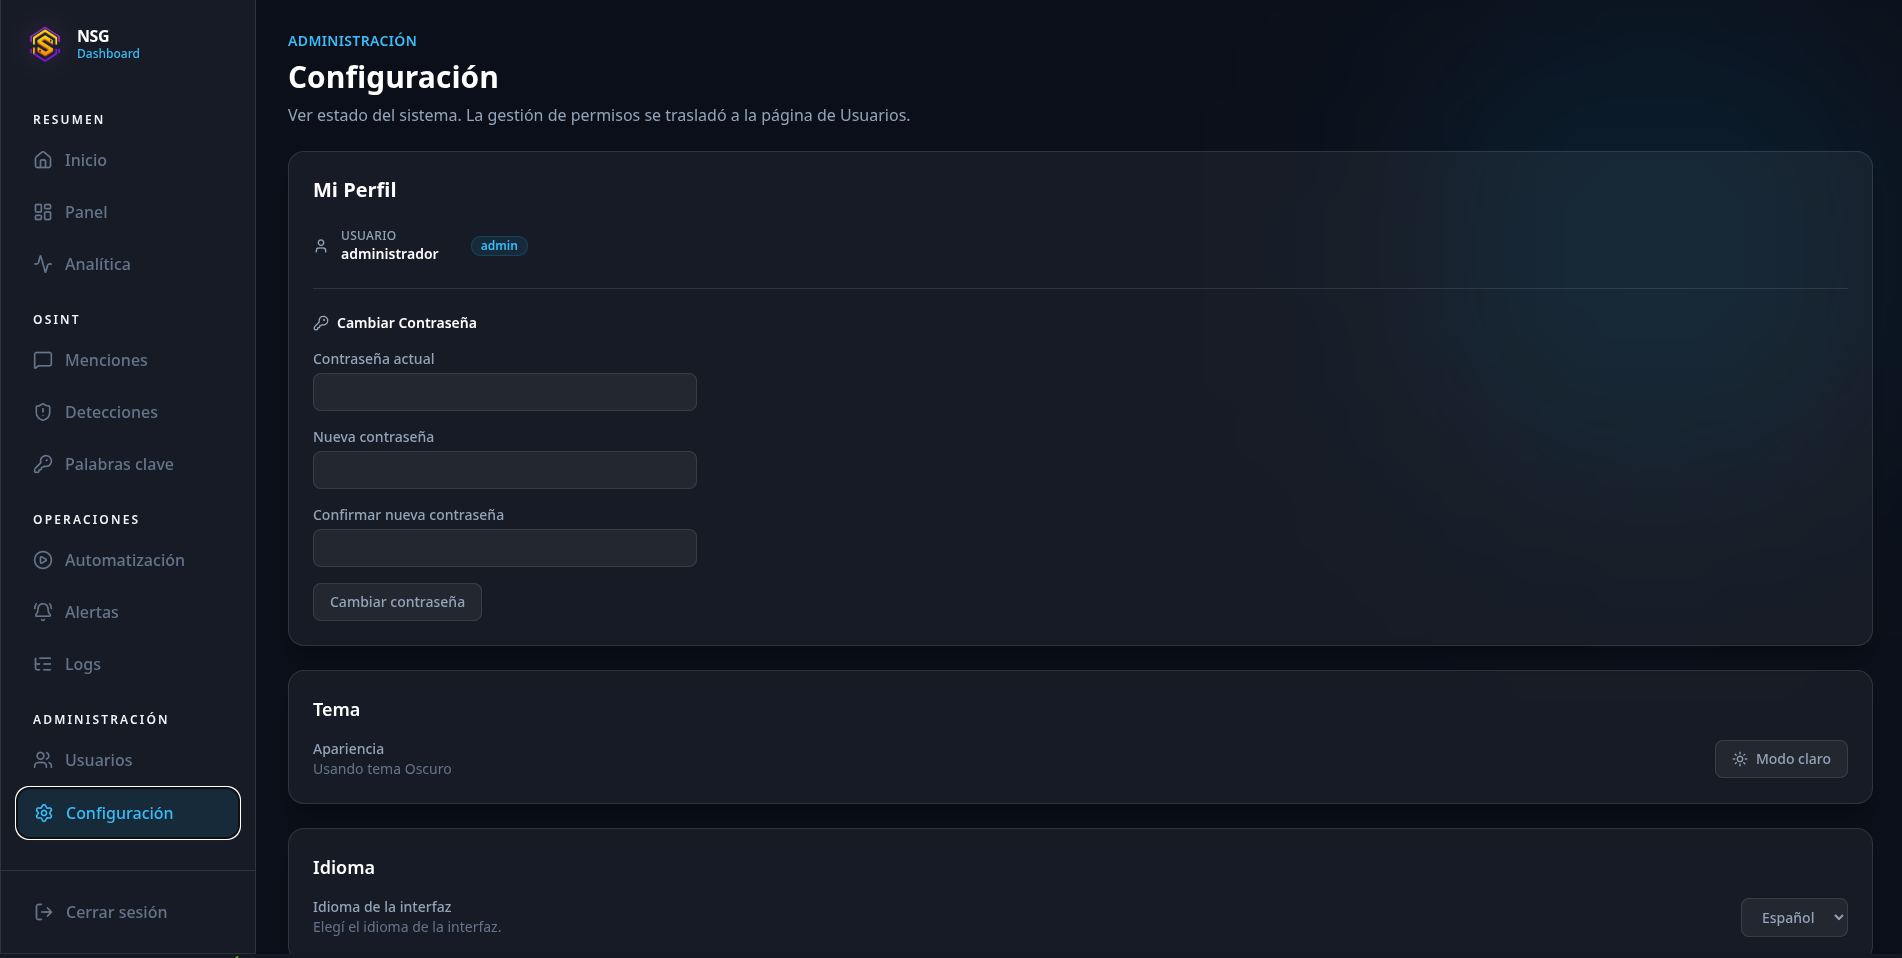 NSG
Dashboard
RESUMEN
Inicio
Panel
Analítica
OSINT
Menciones
Detecciones
Palabras clave
OPERACIONES
Automatización
Alertas
Logs
ADMINISTRACIÓN
Usuarios
Configuración
Cerrar sesión
ADMINISTRACIÓN
Configuración
Ver estado del sistema. La gestión de permisos se trasladó a la página de Usuarios.
Mi Perfil
USUARIO
administrador
admin
Cambiar Contraseña
Contraseña actual
Nueva contraseña
Confirmar nueva contraseña
Cambiar contraseña
Tema
Apariencia
Usando tema Oscuro
Modo claro
Idioma
Idioma de la interfaz
Elegí el idioma de la interfaz.
Español